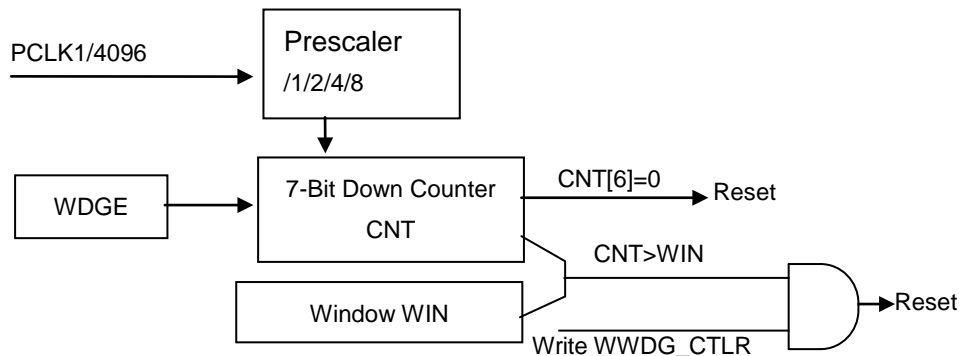 PCLK1/4096
Prescaler
/1/2/4/8
WDGE
7-Bit Down Counter
CNT
CNT[6]=0
Reset
CNT>WIN
Window WIN
Reset
Write WWDG_CTLR